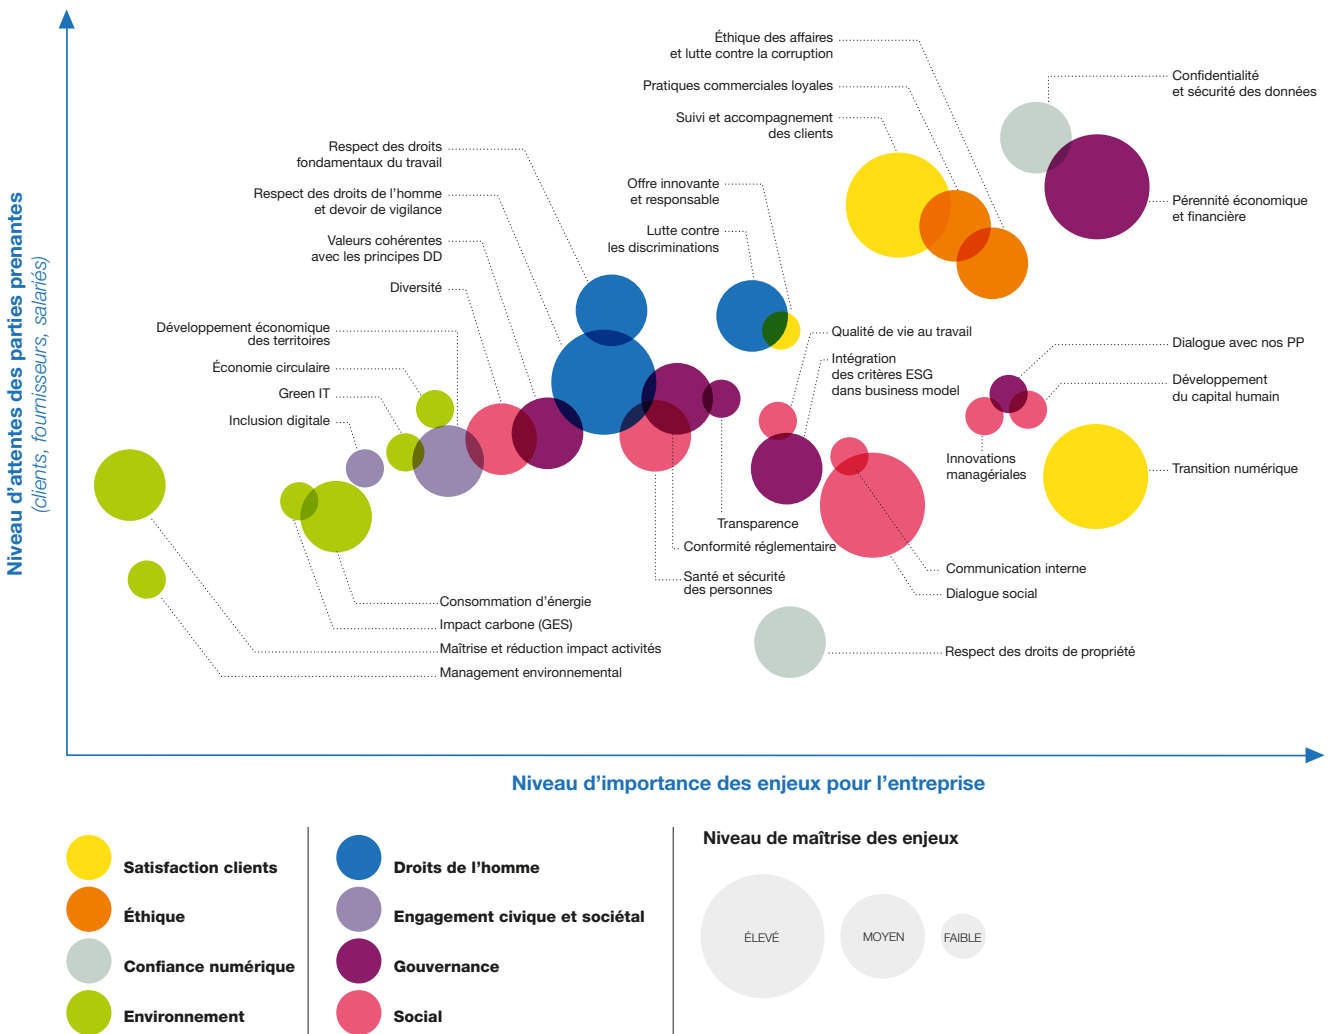 Niveau d'attentes des parties prenantes
(clients, fournisseurs, salariés)
Éthique des affaires
et lutte contre la corruption
Pratiques commerciales loyales
Suivi et accompagnement
des clients
Confidentialité
et sécurité des données
Respect des droits
fondamentaux du travail
Respect des droits de l'homme
et devoir de vigilance
Valeurs cohérentes
avec les principes DD
Diversité
Offre innovante
et responsable
Lutte contre
les discriminations
Pérennité économique
et financière
Développement économique
des territoires
Économie circulaire
Green IT
Inclusion digitale
Qualité de vie au travail
Intégration
des critères ESG
dans business model
Dialogue avec nos PP
Développement
du capital humain
Innovations
managériales
Transition numérique
Transparence
Conformité réglementaire
Santé et sécurité
des personnes
Communication interne
Dialogue social
Consommation d'énergie
Impact carbone (GES)
Maîtrise et réduction impact activités
Management environnemental
Respect des droits de propriété
Niveau d'importance des enjeux pour l'entreprise
Satisfaction clients
Éthique
Confiance numérique
Environnement
Droits de l'homme
Engagement civique et sociétal
Gouvernance
Social
Niveau de maîtrise des enjeux
ÉLEVÉ
MOYEN
FAIBLE